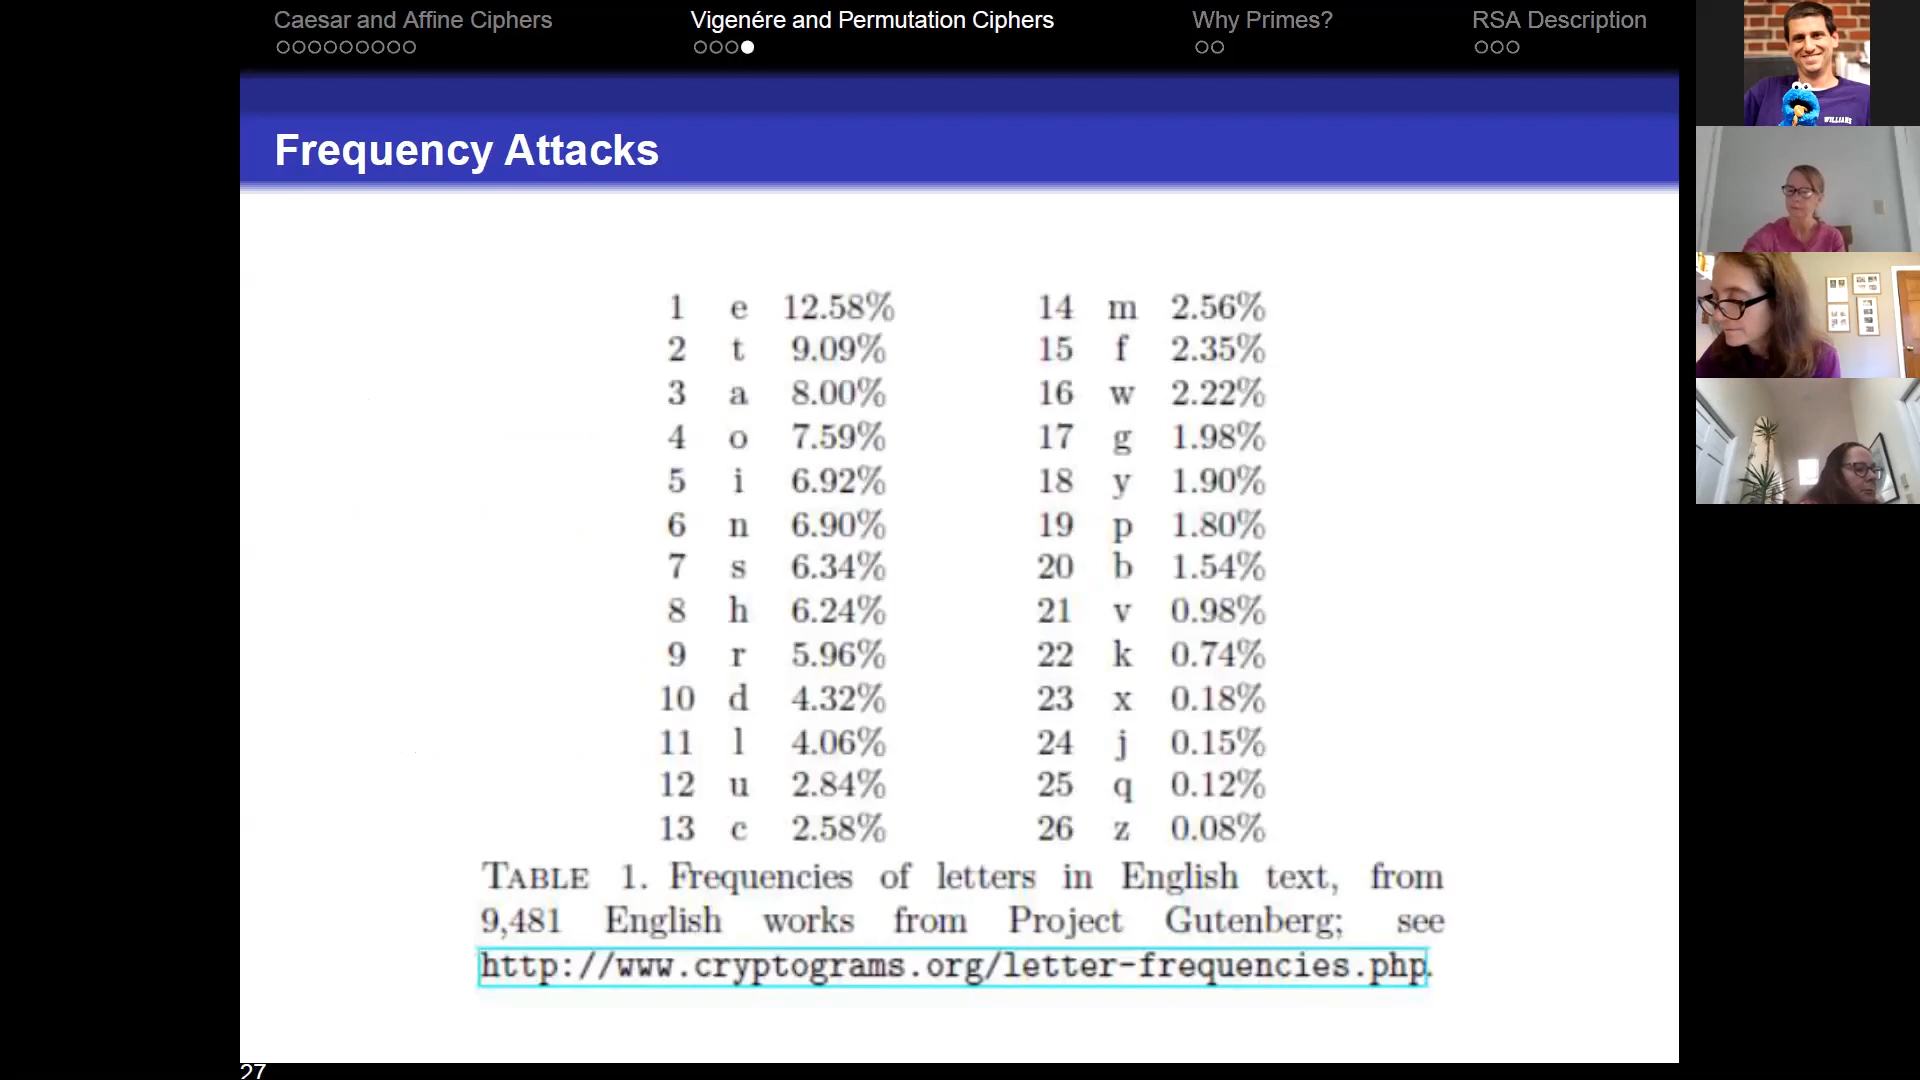 Caesar and Affine Ciphers
Vigenére and Permutation Ciphers
Why Primes?
RSA Description
Frequency Attacks
1 e 12.58% 14 m 2.56%
2 t 9.09% 15 f 2.35%
3 a 8.00% 16 w 2.22%
4 o 7.59% 17 g 1.98%
5 i 6.92% 18 y 1.90%
6 n 6.90% 19 p 1.80%
7 s 6.34% 20 b 1.54%
8 h 6.24% 21 v 0.98%
9 r 5.96% 22 k 0.74%
10 d 4.32% 23 x 0.18%
11 l 4.06% 24 j 0.15%
12 u 2.84% 25 q 0.12%
13 c 2.58% 26 z 0.08%
TABLE 1. Frequencies of letters in English text, from
9,481 English works from Project Gutenberg; see
http://www.cryptograms.org/letter-frequencies.php.
27
WILLIAMS